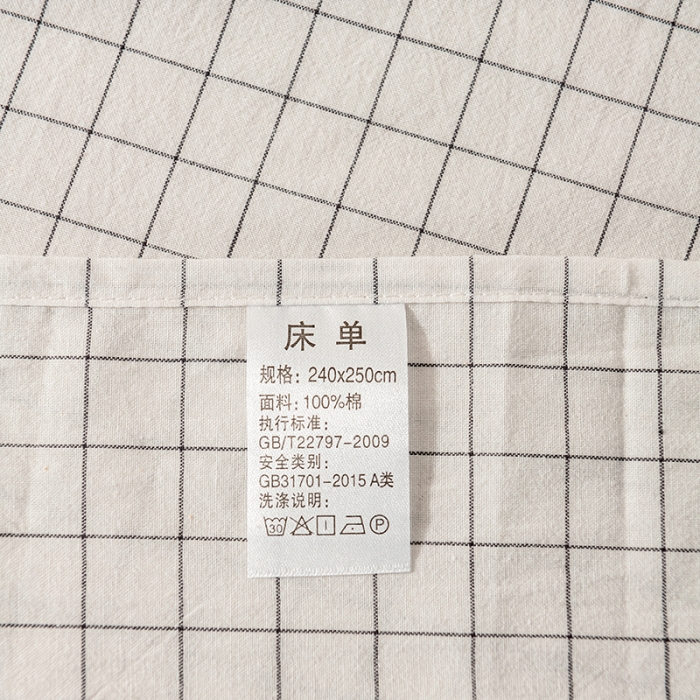 床单
规格: 240x250cm
面料: 100%棉
执行标准:
GB/T22797-2009
安全类别:
GB31701-2015 A类
洗涤说明:
30 P